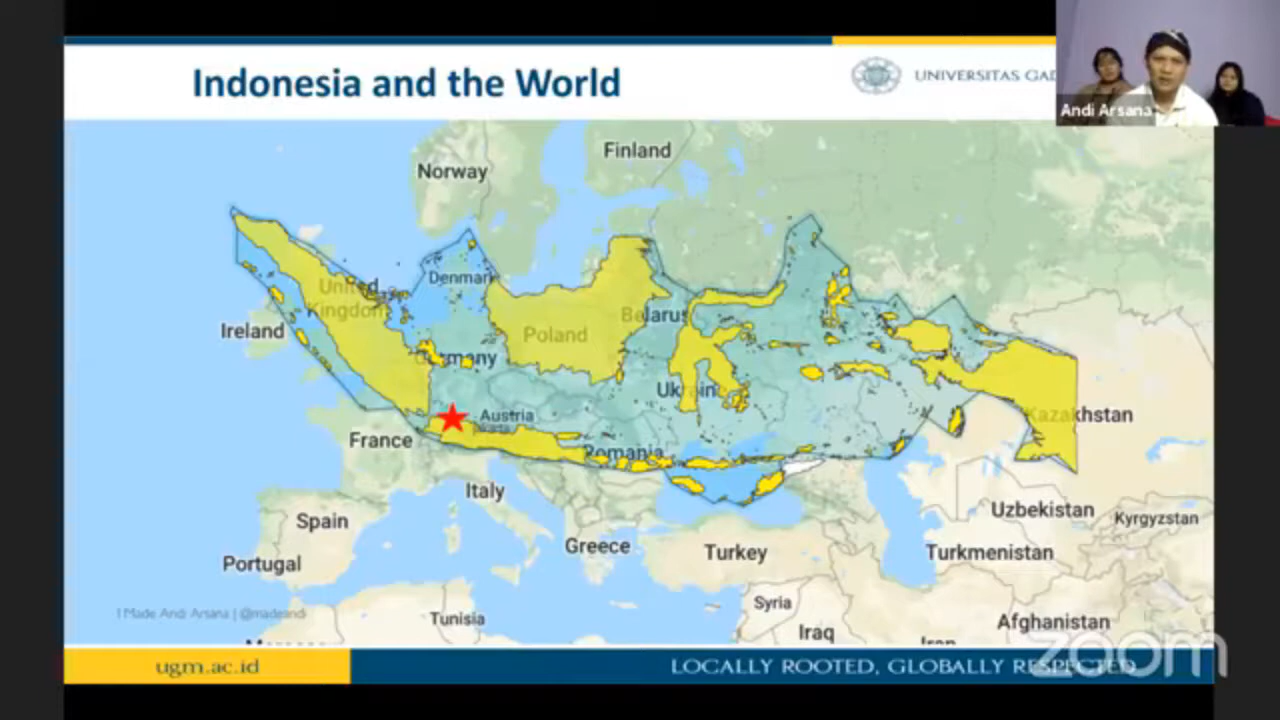 Indonesia and the World
UNIVERSITAS GAD
Andi Arsana
Finland
Norway
Denmark
United
Kingdom
Ireland
Poland
Belarus
Germany
Ukraine
Austria
Kazakhstan
France
Romania
Italy
Spain
Uzbekistan
Kyrgyzstan
Greece
Turkey
Turkmenistan
Portugal
Syria
I Made Andi Arsana | @madeandi
Tunisia
Afghanistan
Iraq
Iran
zoom
ugm.ac.id
LOCALLY ROOTED, GLOBALLY RESPECTED